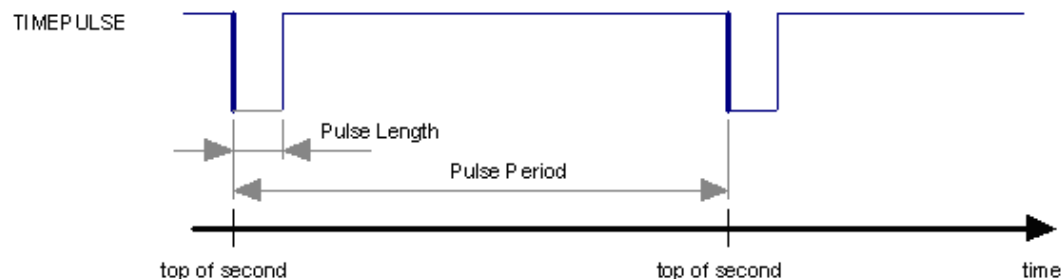 TIMEPULSE
Pulse Length
Pulse Period
top of second
top of second
time